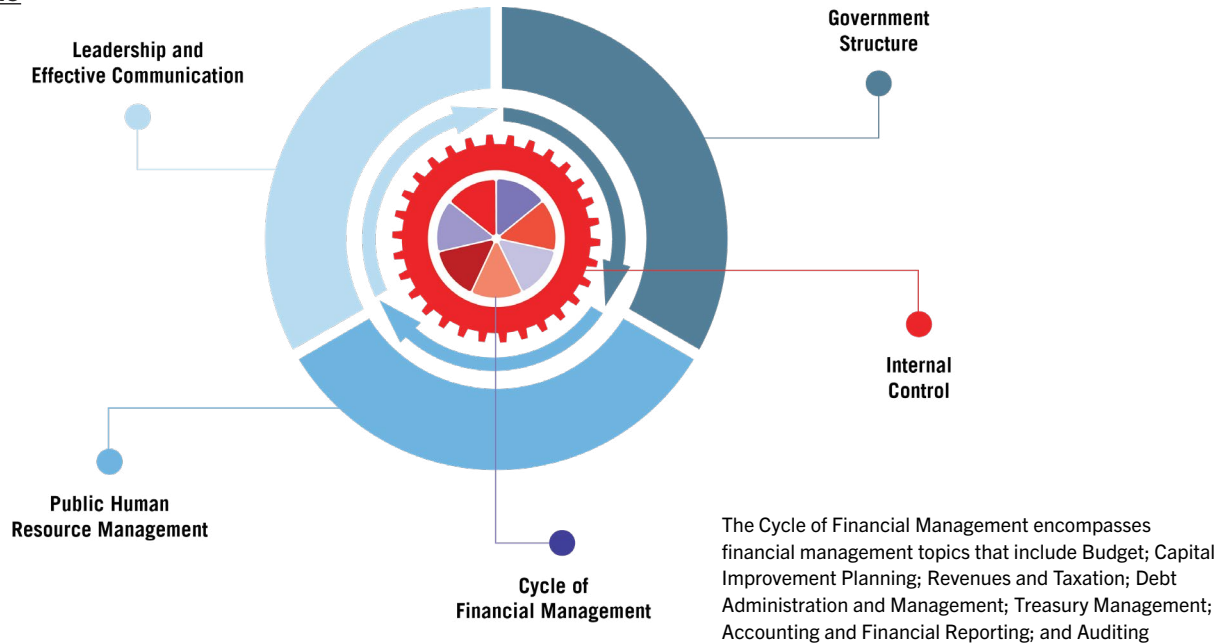 Leadership and
Effective Communication
Government
Structure
Internal
Control
Public Human
Resource Management
Cycle of
Financial Management
The Cycle of Financial Management encompasses
financial management topics that include Budget; Capital
Improvement Planning; Revenues and Taxation; Debt
Administration and Management; Treasury Management;
Accounting and Financial Reporting; and Auditing